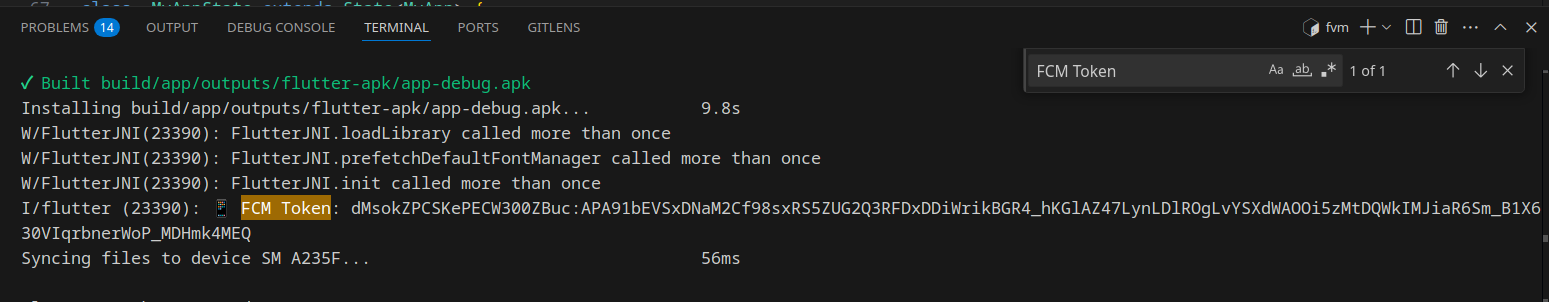 PROBLEMS 14 OUTPUT DEBUG CONSOLE TERMINAL PORTS GITLENS fvm
FCM Token Aa ab 1 of 1
✓ Built build/app/outputs/flutter-apk/app-debug.apk
Installing build/app/outputs/flutter-apk/app-debug.apk... 9.8s
W/FlutterJNI(23390): FlutterJNI.loadLibrary called more than once
W/FlutterJNI(23390): FlutterJNI.prefetchDefaultFontManager called more than once
W/FlutterJNI(23390): FlutterJNI.init called more than once
I/flutter (23390): 📱 FCM Token: dMsokZPCSKePECW300ZBuc:APA91bEVSxDNaM2Cf98sxRS5ZUG2Q3RFDxDDiWrikBGR4_hKGlAZ47LynLDlROgLvYSXdWAOOi5zMtDQWkIMJiaR6Sm_B1X6
30VIqrbnerWoP_MDHmk4MEQ
Syncing files to device SM A235F... 56ms